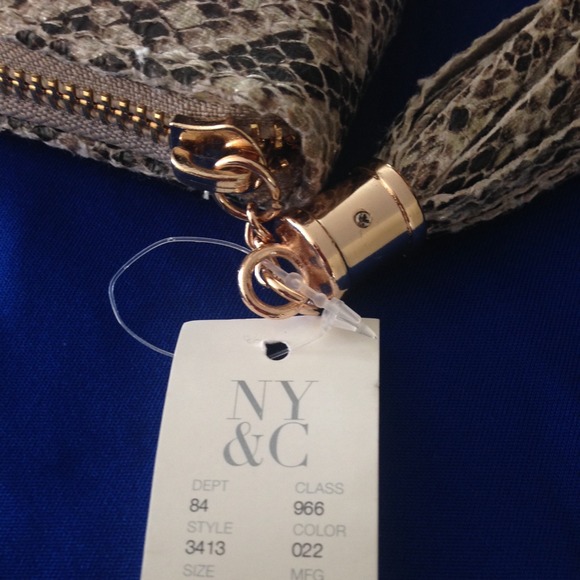 NY
&C
DEPT CLASS
84 966
STYLE COLOR
3413 022
SIZE MFG